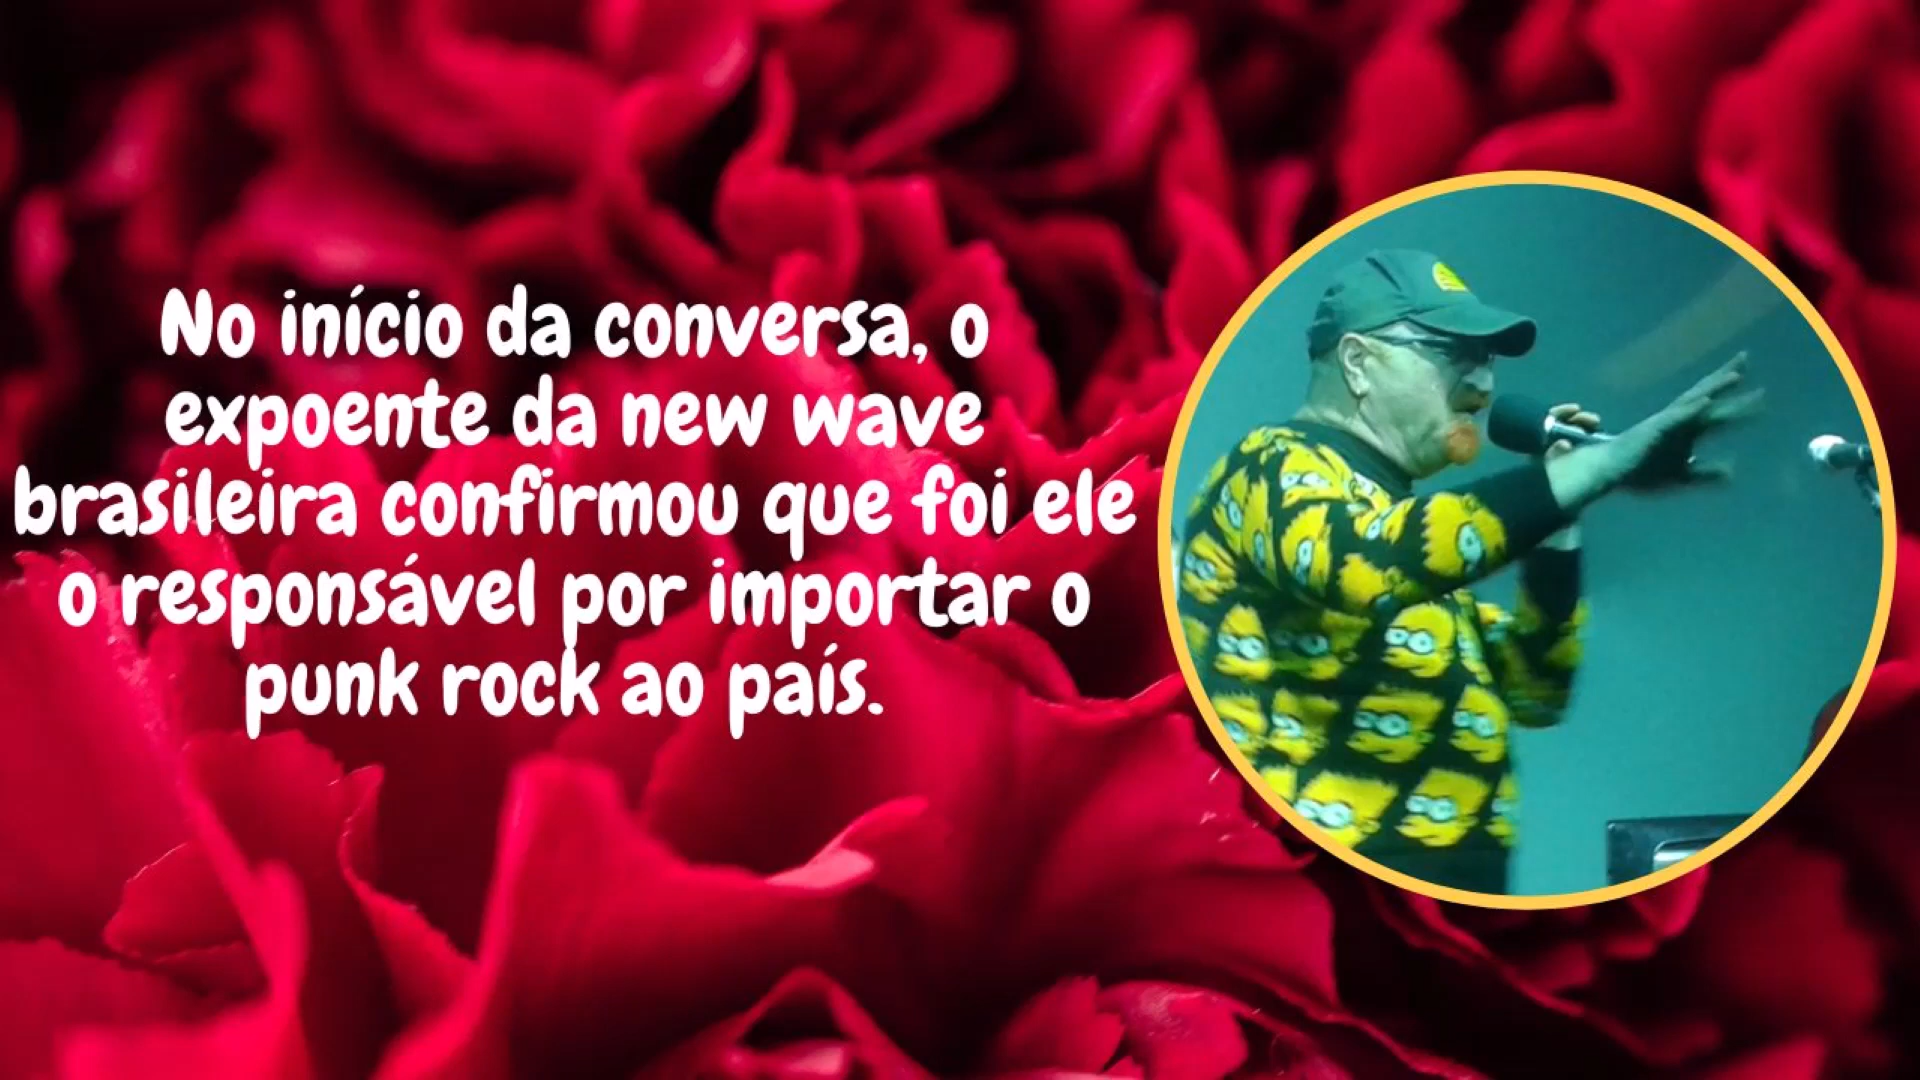 No início da conversa, o
expoente da new wave
brasileira confirmou que foi ele
o responsável por importar o
punk rock ao país.